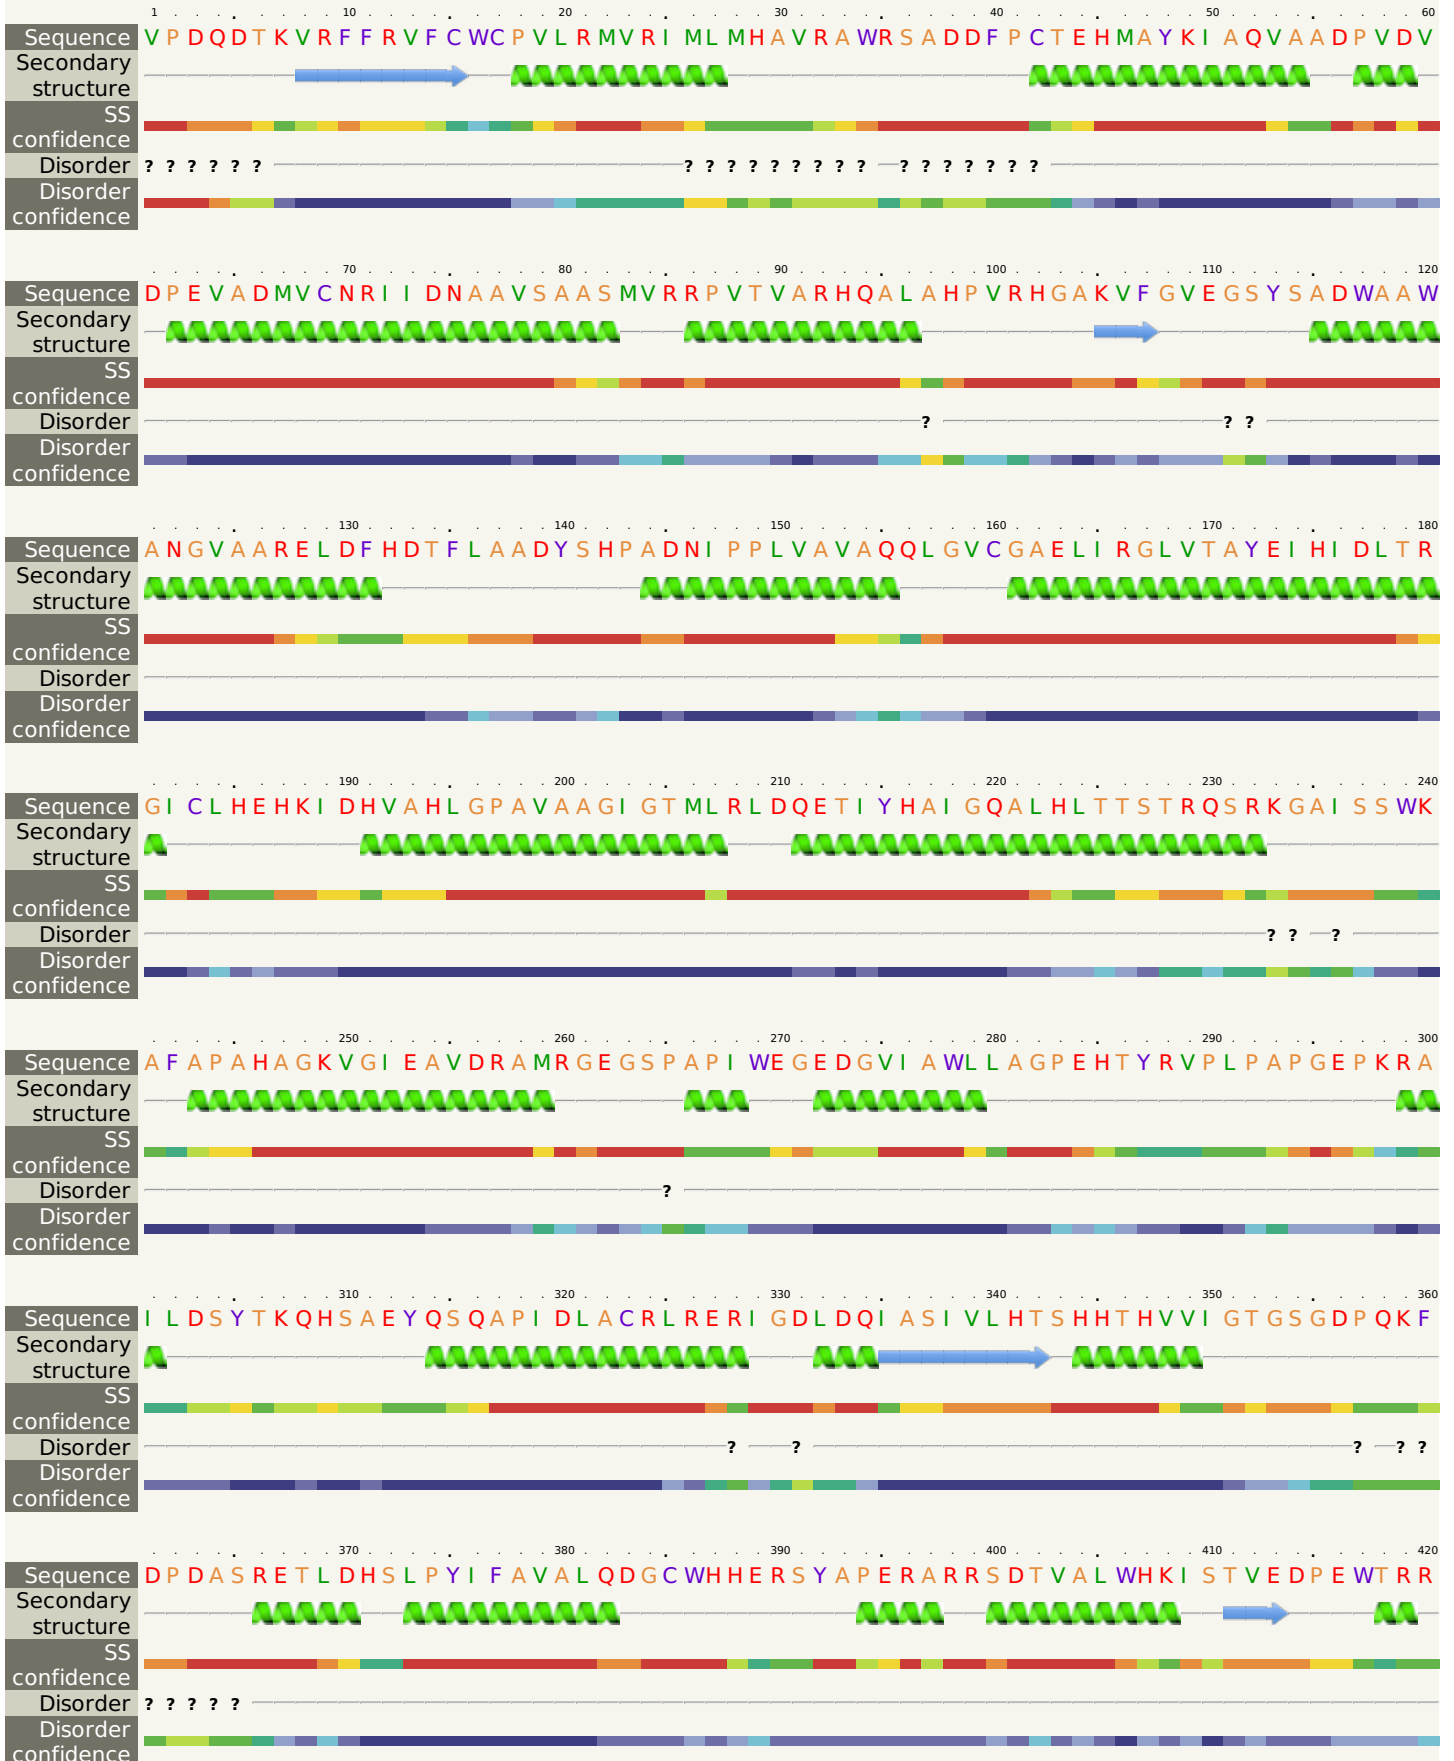 1 . . . . . . . . 10 . . . . . . . . . 20 . . . . . . . . . 30 . . . . . . . . . 40 . . . . . . . . . 50 . . . . . . . . . 60
Sequence V P D Q D T K V R F F R V F C W C P V L R M V R I M L M H A V R A W R S A D D F P C T E H M A Y K I A Q V A A D P V D V
Secondary
structure
SS
confidence
Disorder ? ? ? ? ? ? ? ? ? ? ? ? ? ? ? ? ? ? ? ? ? ?
Disorder
confidence
. . . . . . . . . 70 . . . . . . . . . 80 . . . . . . . . . 90 . . . . . . . . . 100 . . . . . . . . . 110 . . . . . . . . . 120
Sequence D P E V A D M V C N R I I D N A A V S A A S M V R R P V T V A R H Q A L A H P V R H G A K V F G V E G S Y S A D W A A W
Secondary
structure
SS
confidence
Disorder ? ? ?
Disorder
confidence
. . . . . . . . . 130 . . . . . . . . . 140 . . . . . . . . . 150 . . . . . . . . . 160 . . . . . . . . . 170 . . . . . . . . . 180
Sequence A N G V A A R E L D F H D T F L A A D Y S H P A D N I P P L V A V A Q Q L G V C G A E L I R G L V T A Y E I H I D L T R
Secondary
structure
SS
confidence
Disorder
Disorder
confidence
. . . . . . . . . 190 . . . . . . . . . 200 . . . . . . . . . 210 . . . . . . . . . 220 . . . . . . . . . 230 . . . . . . . . . 240
Sequence G I C L H E H K I D H V A H L G P A V A A G I G T M L R L D Q E T I Y H A I G Q A L H L T T S T R Q S R K G A I S S W K
Secondary
structure
SS
confidence
Disorder ? ? ?
Disorder
confidence
. . . . . . . . . 250 . . . . . . . . . 260 . . . . . . . . . 270 . . . . . . . . . 280 . . . . . . . . . 290 . . . . . . . . . 300
Sequence A F A P A H A G K V G I E A V D R A M R G E G S P A P I W E G E D G V I A W L L A G P E H T Y R V P L P A P G E P K R A
Secondary
structure
SS
confidence
Disorder ?
Disorder
confidence
. . . . . . . . . 310 . . . . . . . . . 320 . . . . . . . . . 330 . . . . . . . . . 340 . . . . . . . . . 350 . . . . . . . . . 360
Sequence I L D S Y T K Q H S A E Y Q S Q A P I D L A C R L R E R I G D L D Q I A S I V L H T S H H T H V V I G T G S G D P Q K F
Secondary
structure
SS
confidence
Disorder ? ? ? ? ?
Disorder
confidence
. . . . . . . . . 370 . . . . . . . . . 380 . . . . . . . . . 390 . . . . . . . . . 400 . . . . . . . . . 410 . . . . . . . . . 420
Sequence D P D A S R E T L D H S L P Y I F A V A L Q D G C W H H E R S Y A P E R A R R S D T V A L W H K I S T V E D P E W T R R
Secondary
structure
SS
confidence
Disorder ? ? ? ? ?
Disorder
confidence